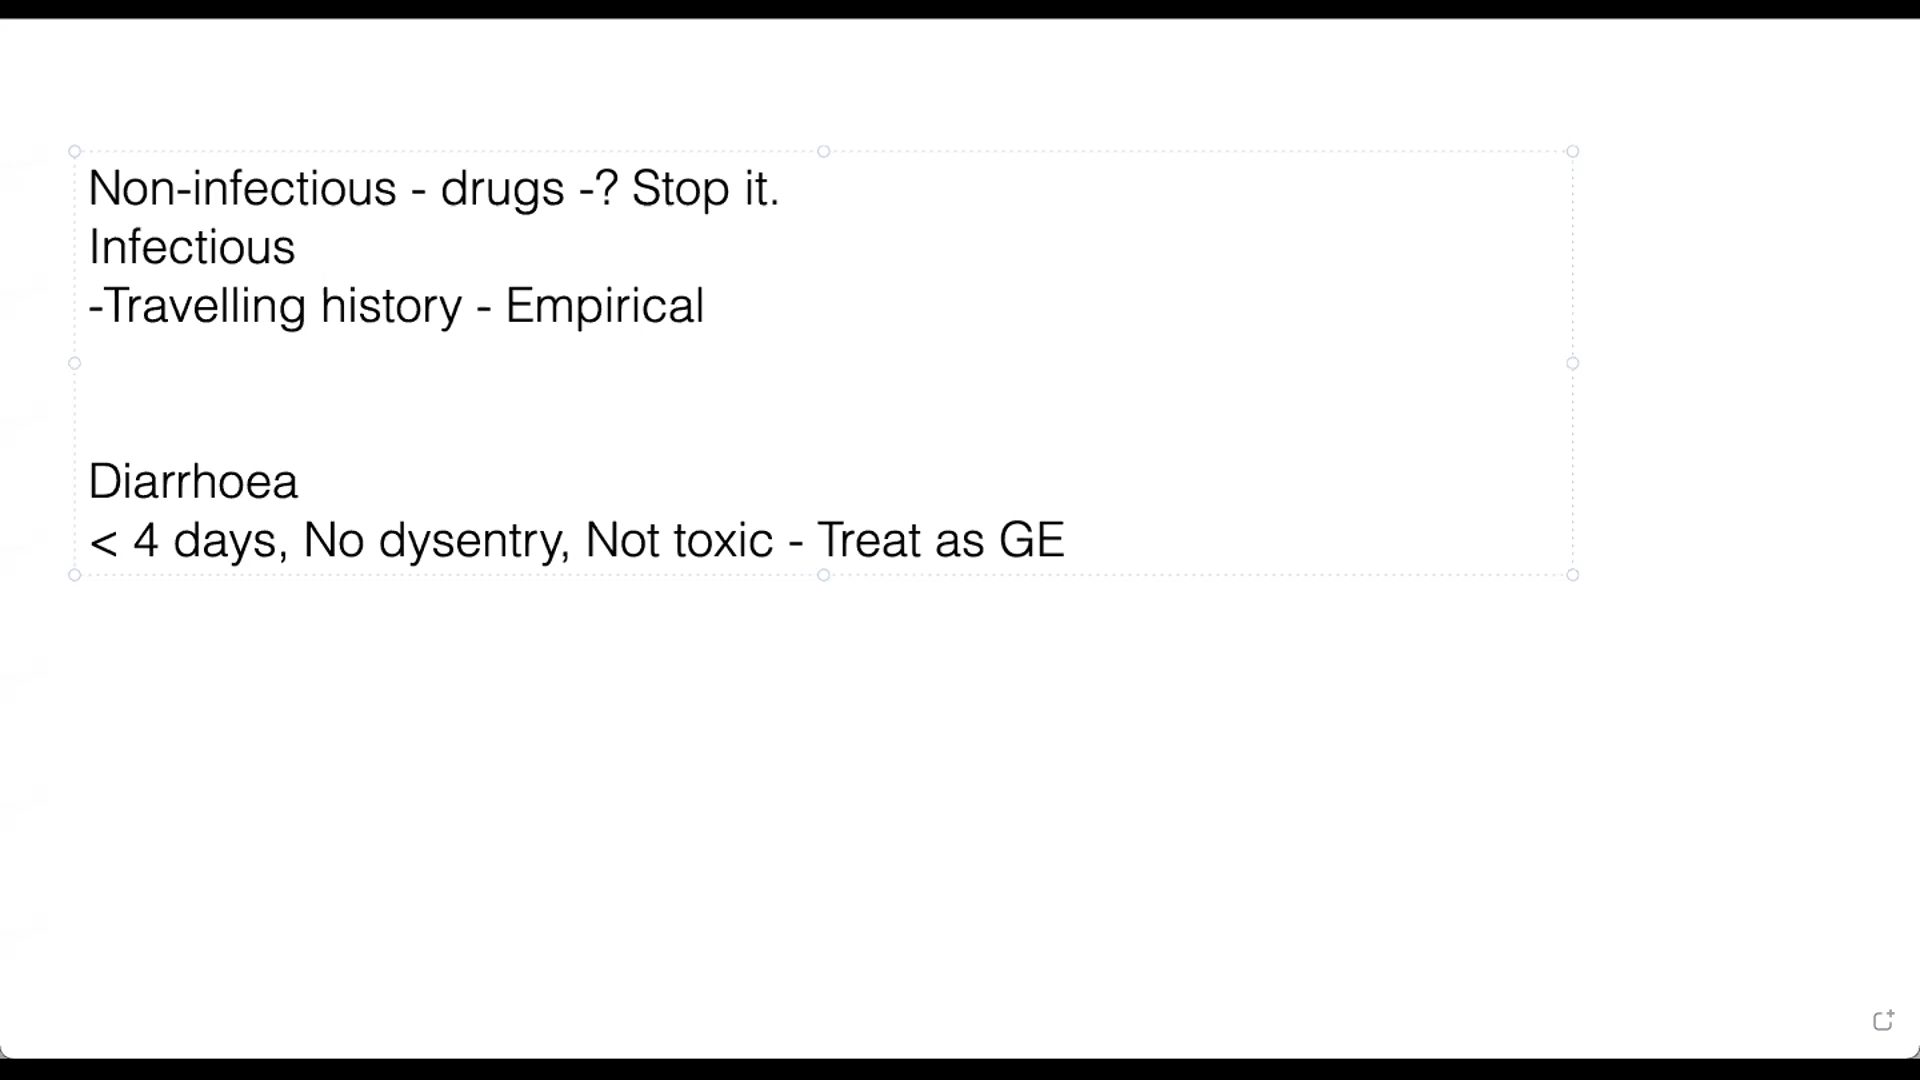 Non-infectious - drugs -? Stop it.
Infectious
-Travelling history - Empirical
Diarrhoea
< 4 days, No dysentry, Not toxic - Treat as GE